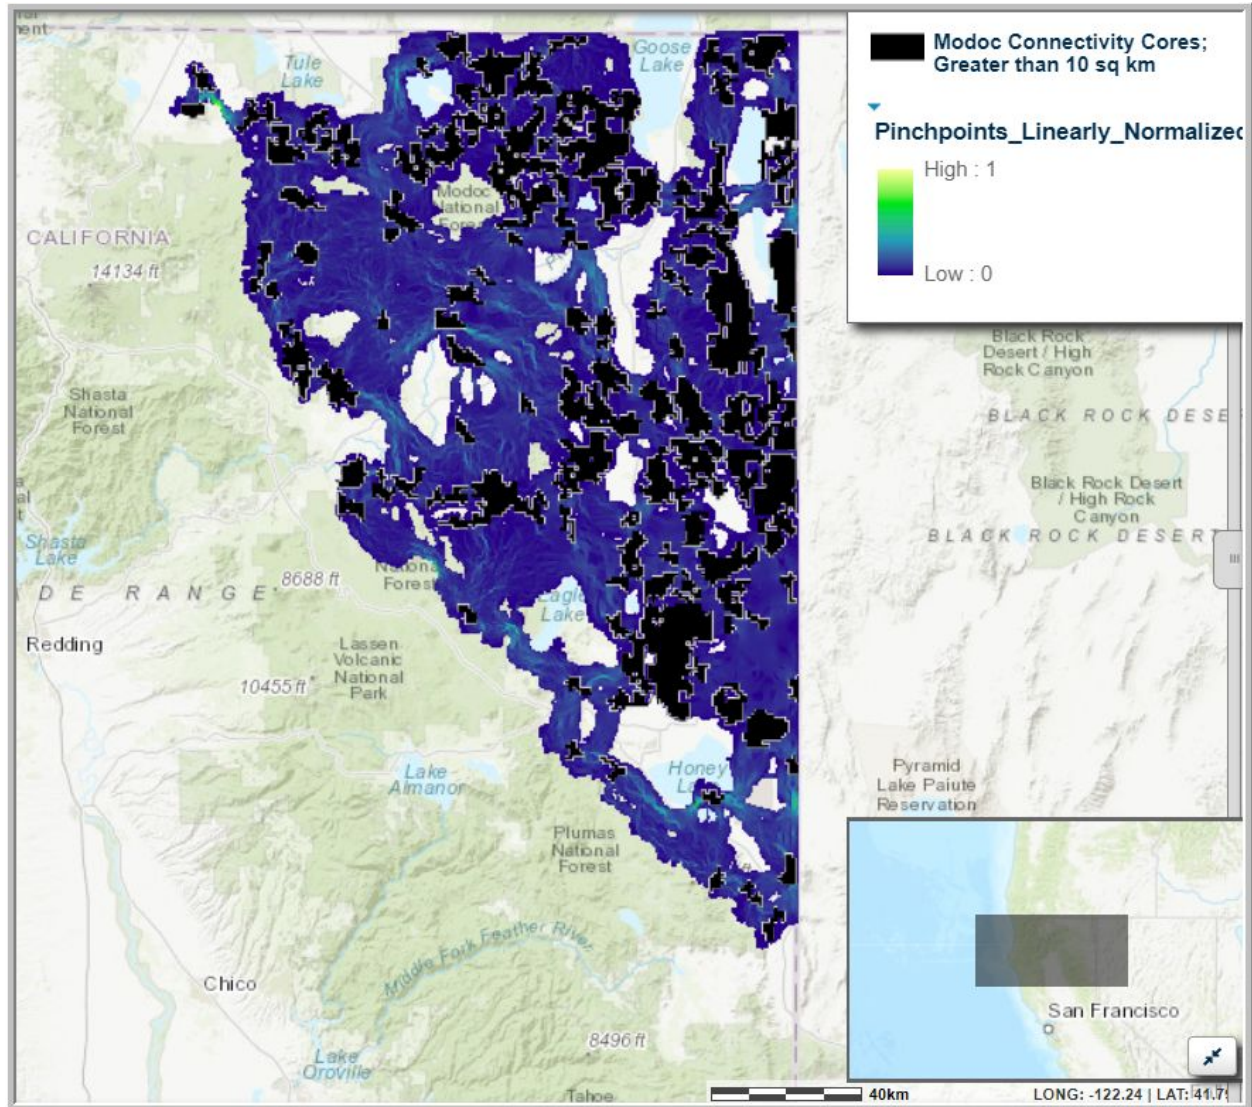 Modoc Connectivity Cores;
Greater than 10 sq km
Pinchpoints_Linearly_Normalized
High : 1
Low : 0
Tule
Lake
Goose
Lake
Modoc
National
CALIFORNIA
14134 ft
Shasta
National
Forest
Black Rock
Desert / High
Rock Canyon
BLACK ROCK DESE
Black Rock Desert
/ High Rock
Canyon
BLACK ROCK DESERT
Shasta
Lake
8688 ft
Forest
DE RANGE
Eagle
Lake
Redding
Lassen
Volcanic
National
Park
10455 ft
Lake
Almanor
Honey
Pyramid
Lake Paiute
Reservation
Plumas
National
Forest
Middle Fork Feather River
Chico
8496 ft
Lake
Oroville
Tahoe
San Francisco
40km
LONG: -122.24 | LAT: 41.79